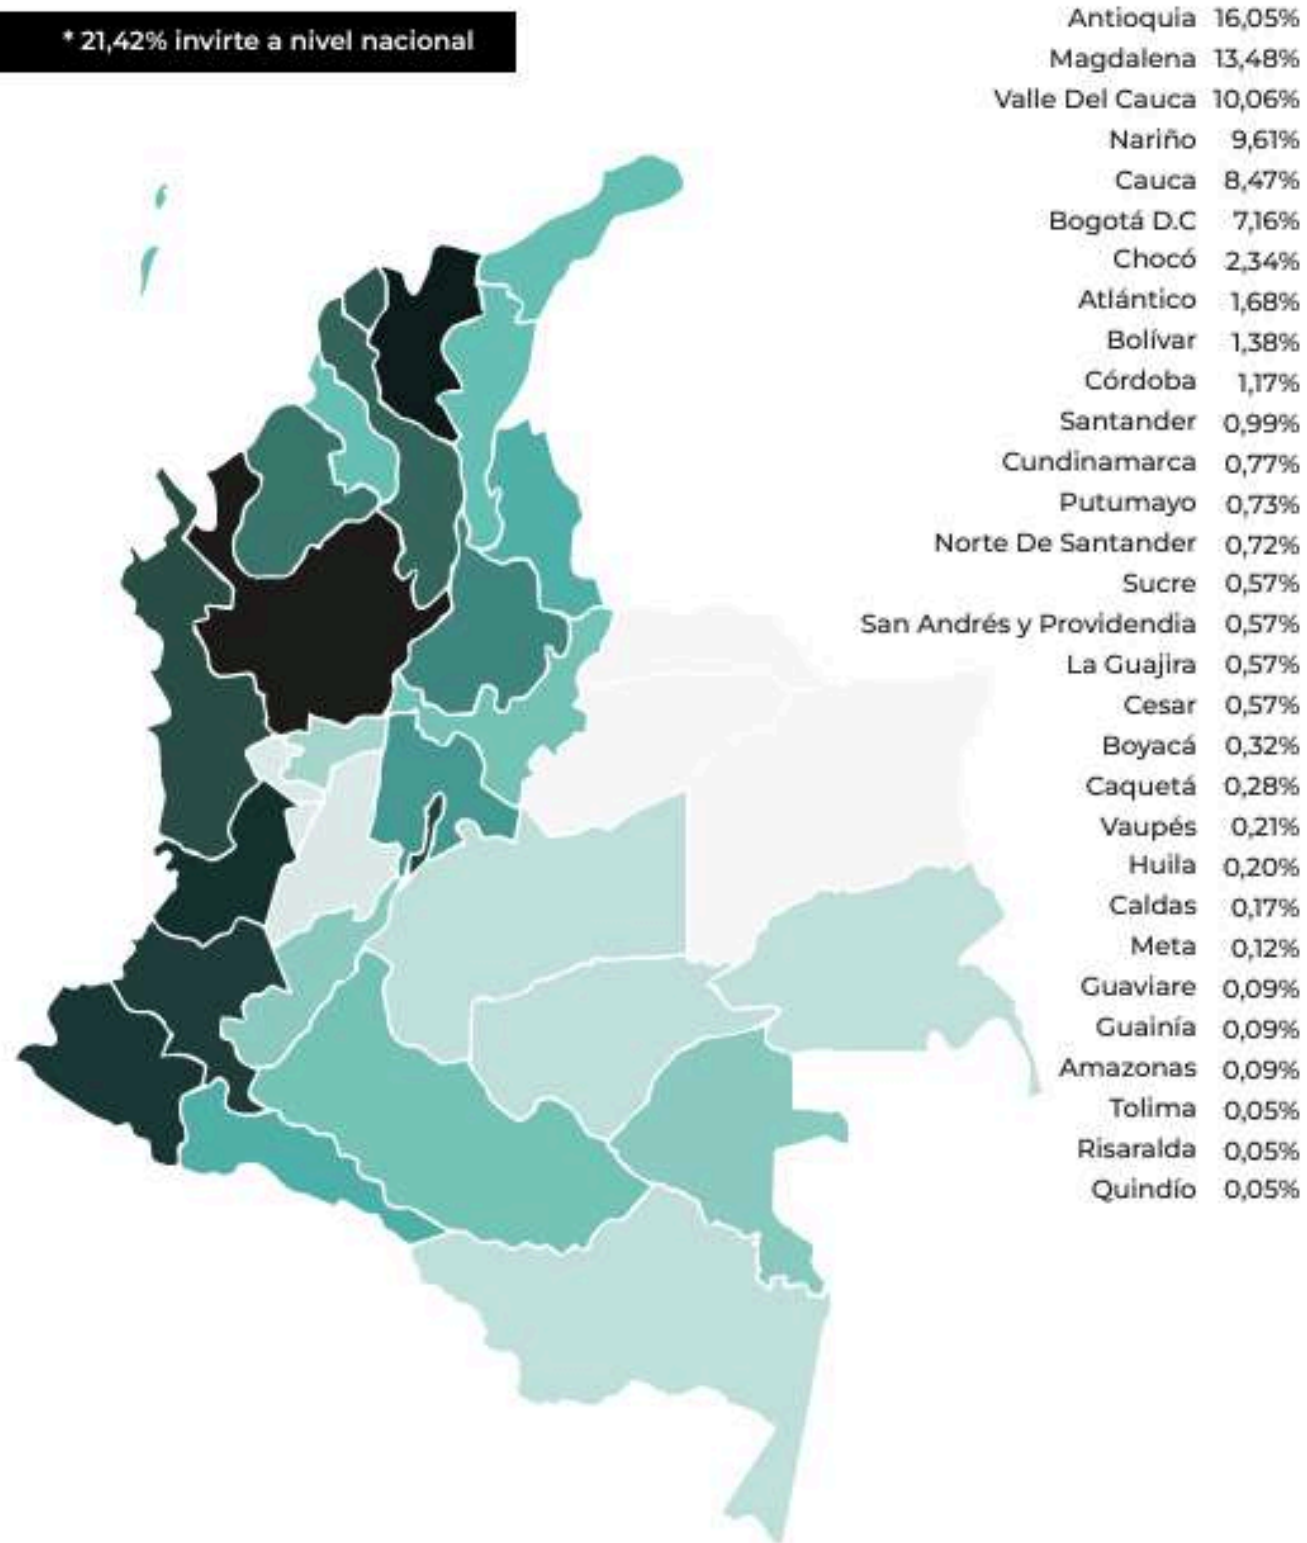 * 21,42% invirte a nivel nacional
Antioquia 16,05%
Magdalena 13,48%
Valle Del Cauca 10,06%
Nariño 9,61%
Cauca 8,47%
Bogotá D.C 7,16%
Chocó 2,34%
Atlántico 1,68%
Bolívar 1,38%
Córdoba 1,17%
Santander 0,99%
Cundinamarca 0,77%
Putumayo 0,73%
Norte De Santander 0,72%
Sucre 0,57%
San Andrés y Providendia 0,57%
La Guajira 0,57%
Cesar 0,57%
Boyacá 0,32%
Caquetá 0,28%
Vaupés 0,21%
Huila 0,20%
Caldas 0,17%
Meta 0,12%
Guaviare 0,09%
Guainía 0,09%
Amazonas 0,09%
Tolima 0,05%
Risaralda 0,05%
Quindío 0,05%